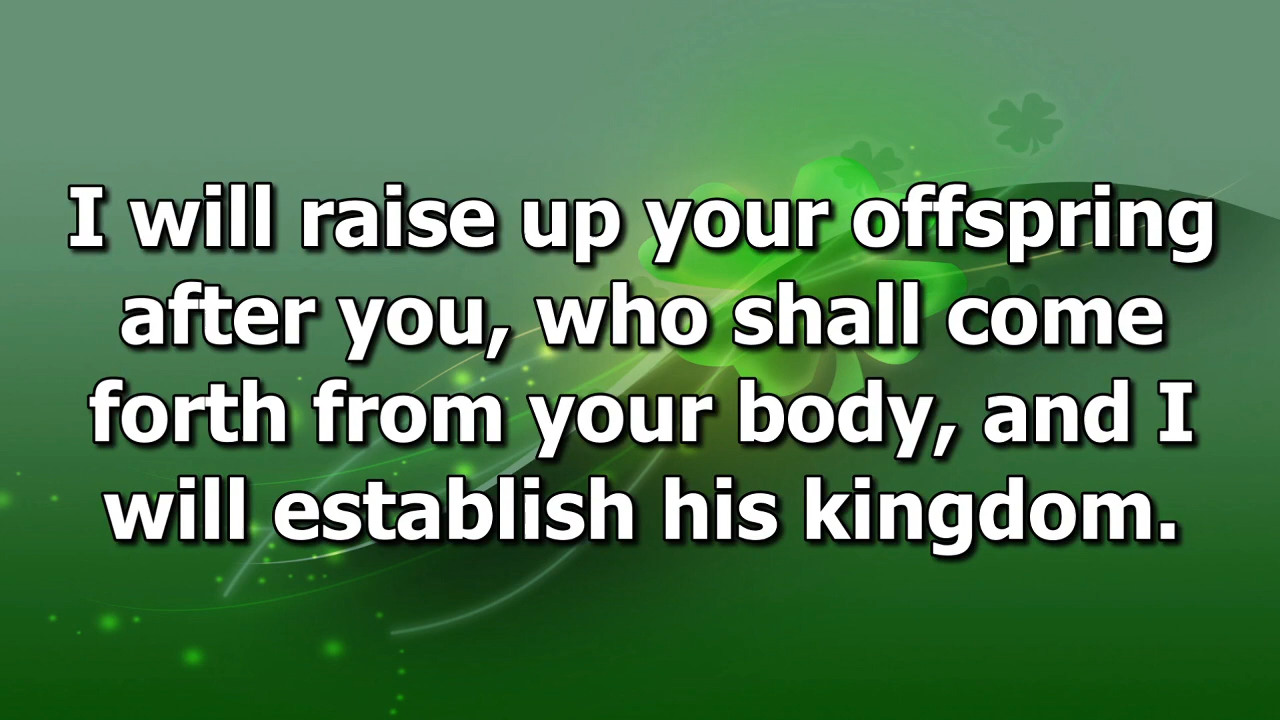 I will raise up your offspring
after you, who shall come
forth from your body, and I
will establish his kingdom.